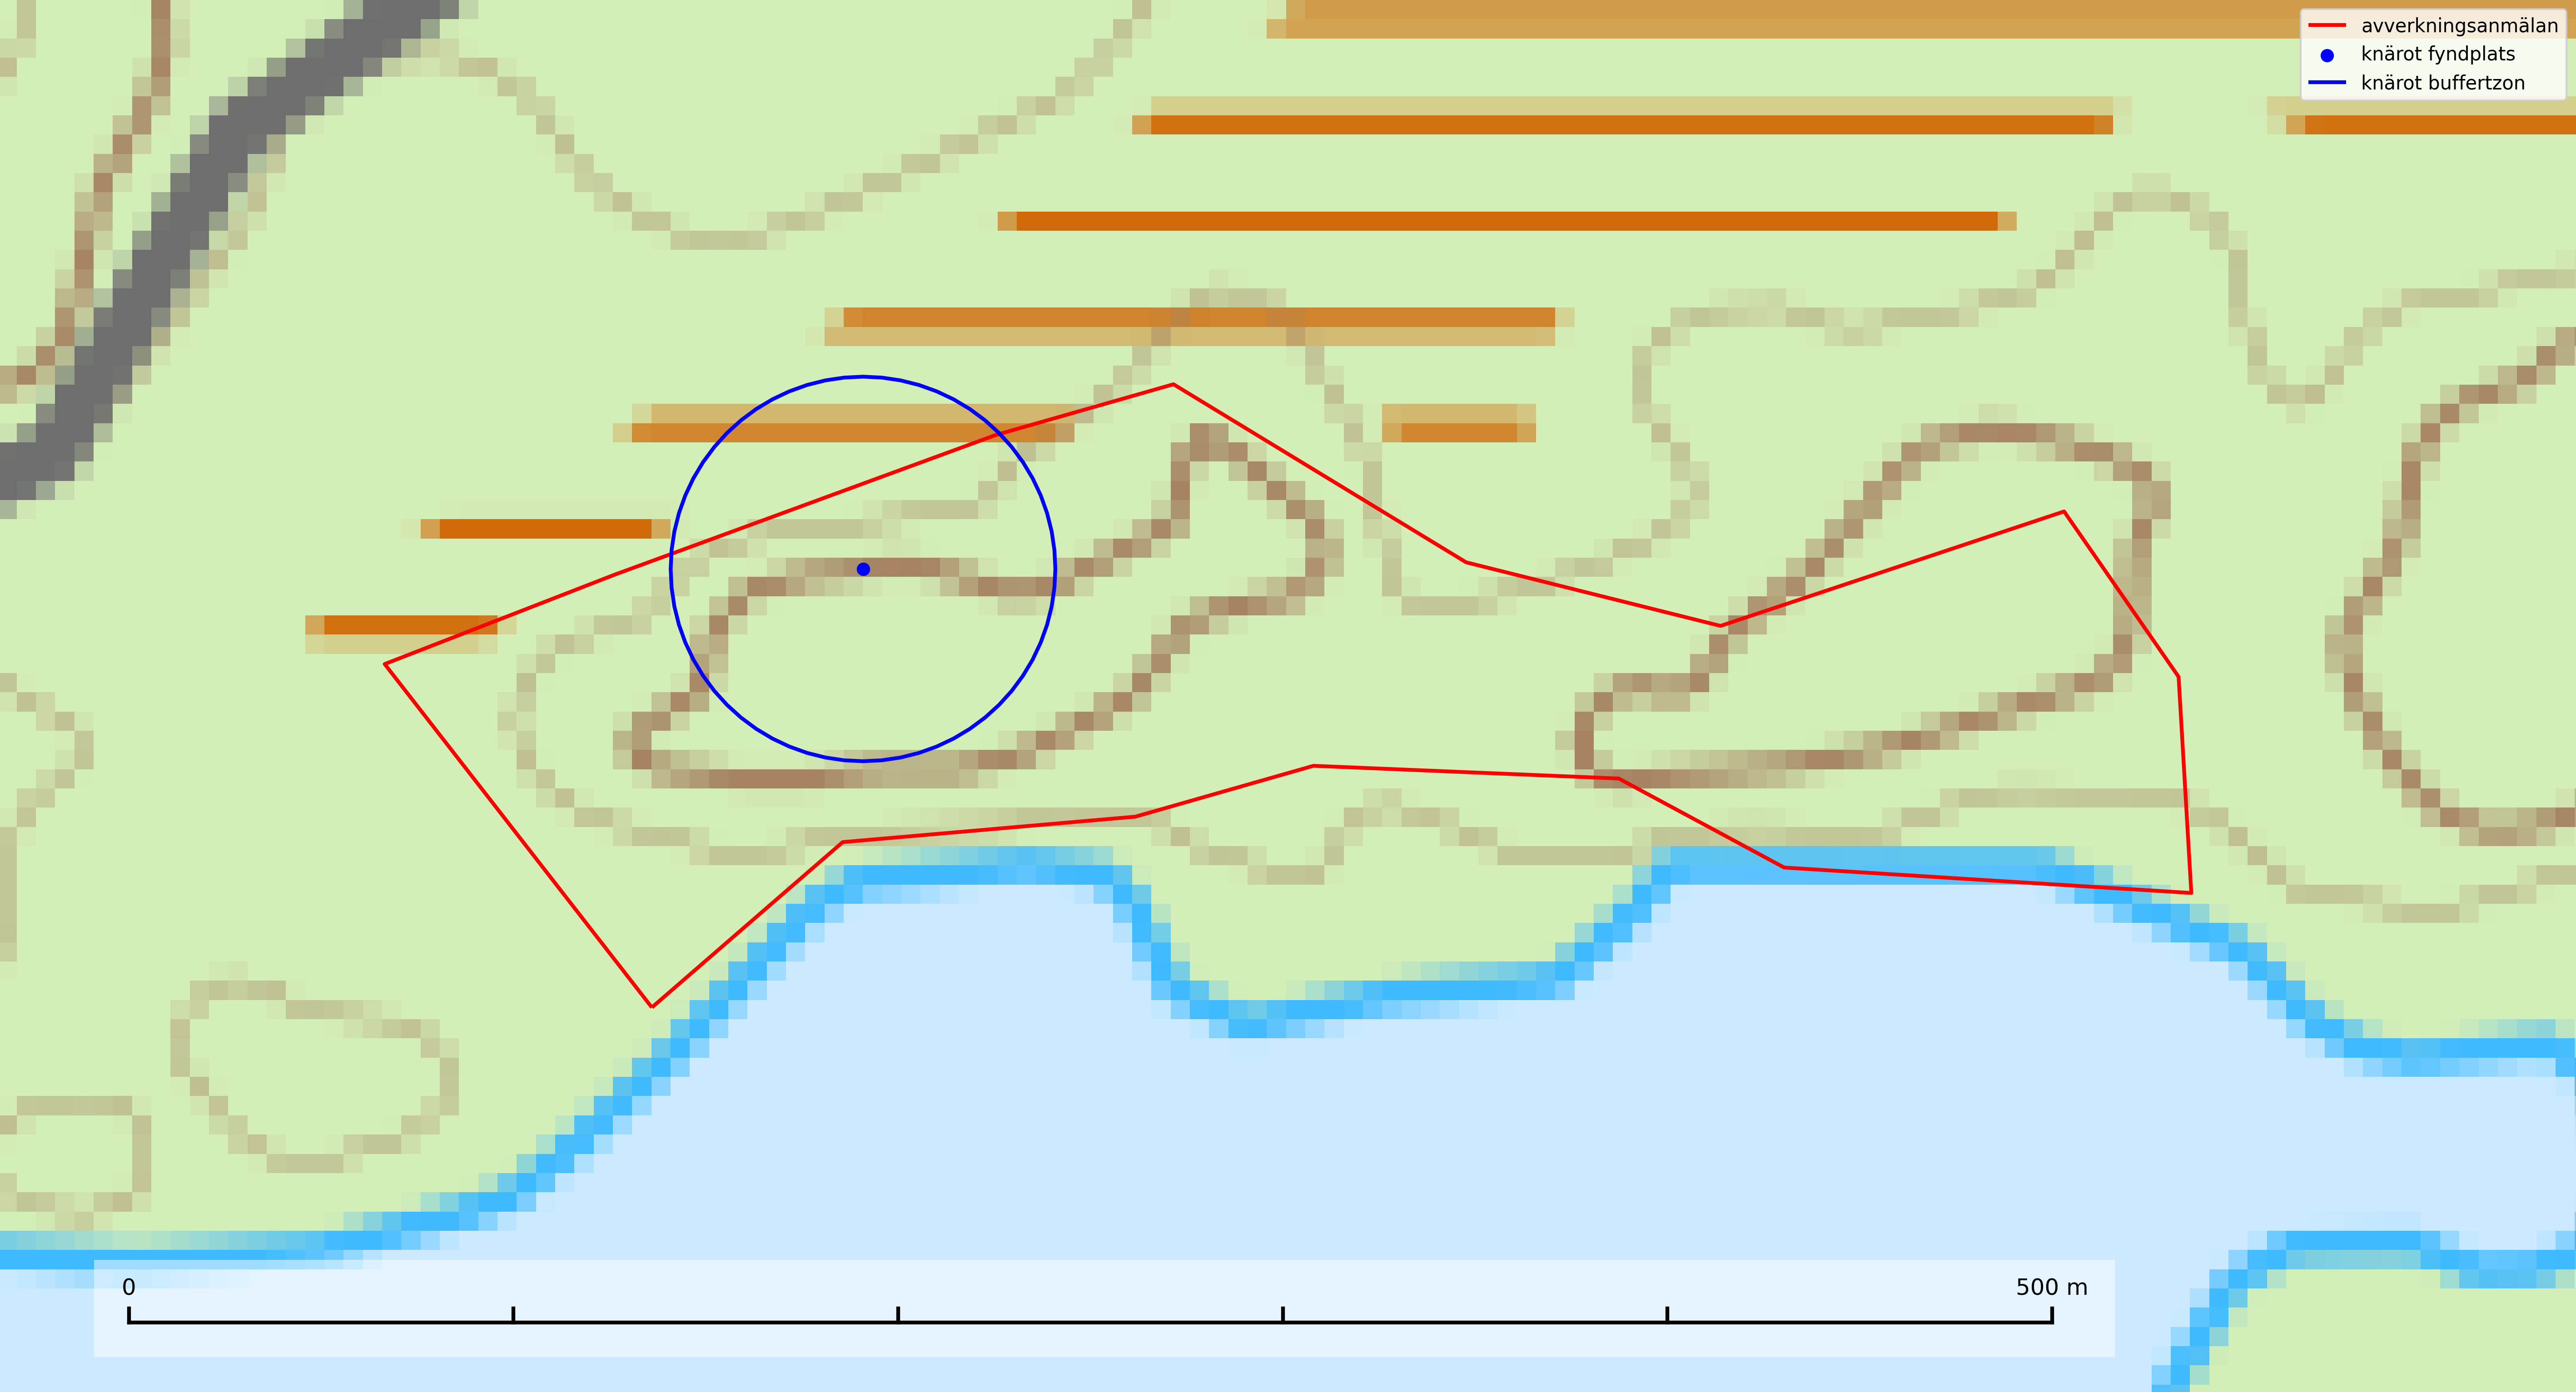 avverkningsanmälan
knärot fyndplats
knärot buffertzon
0
500 m